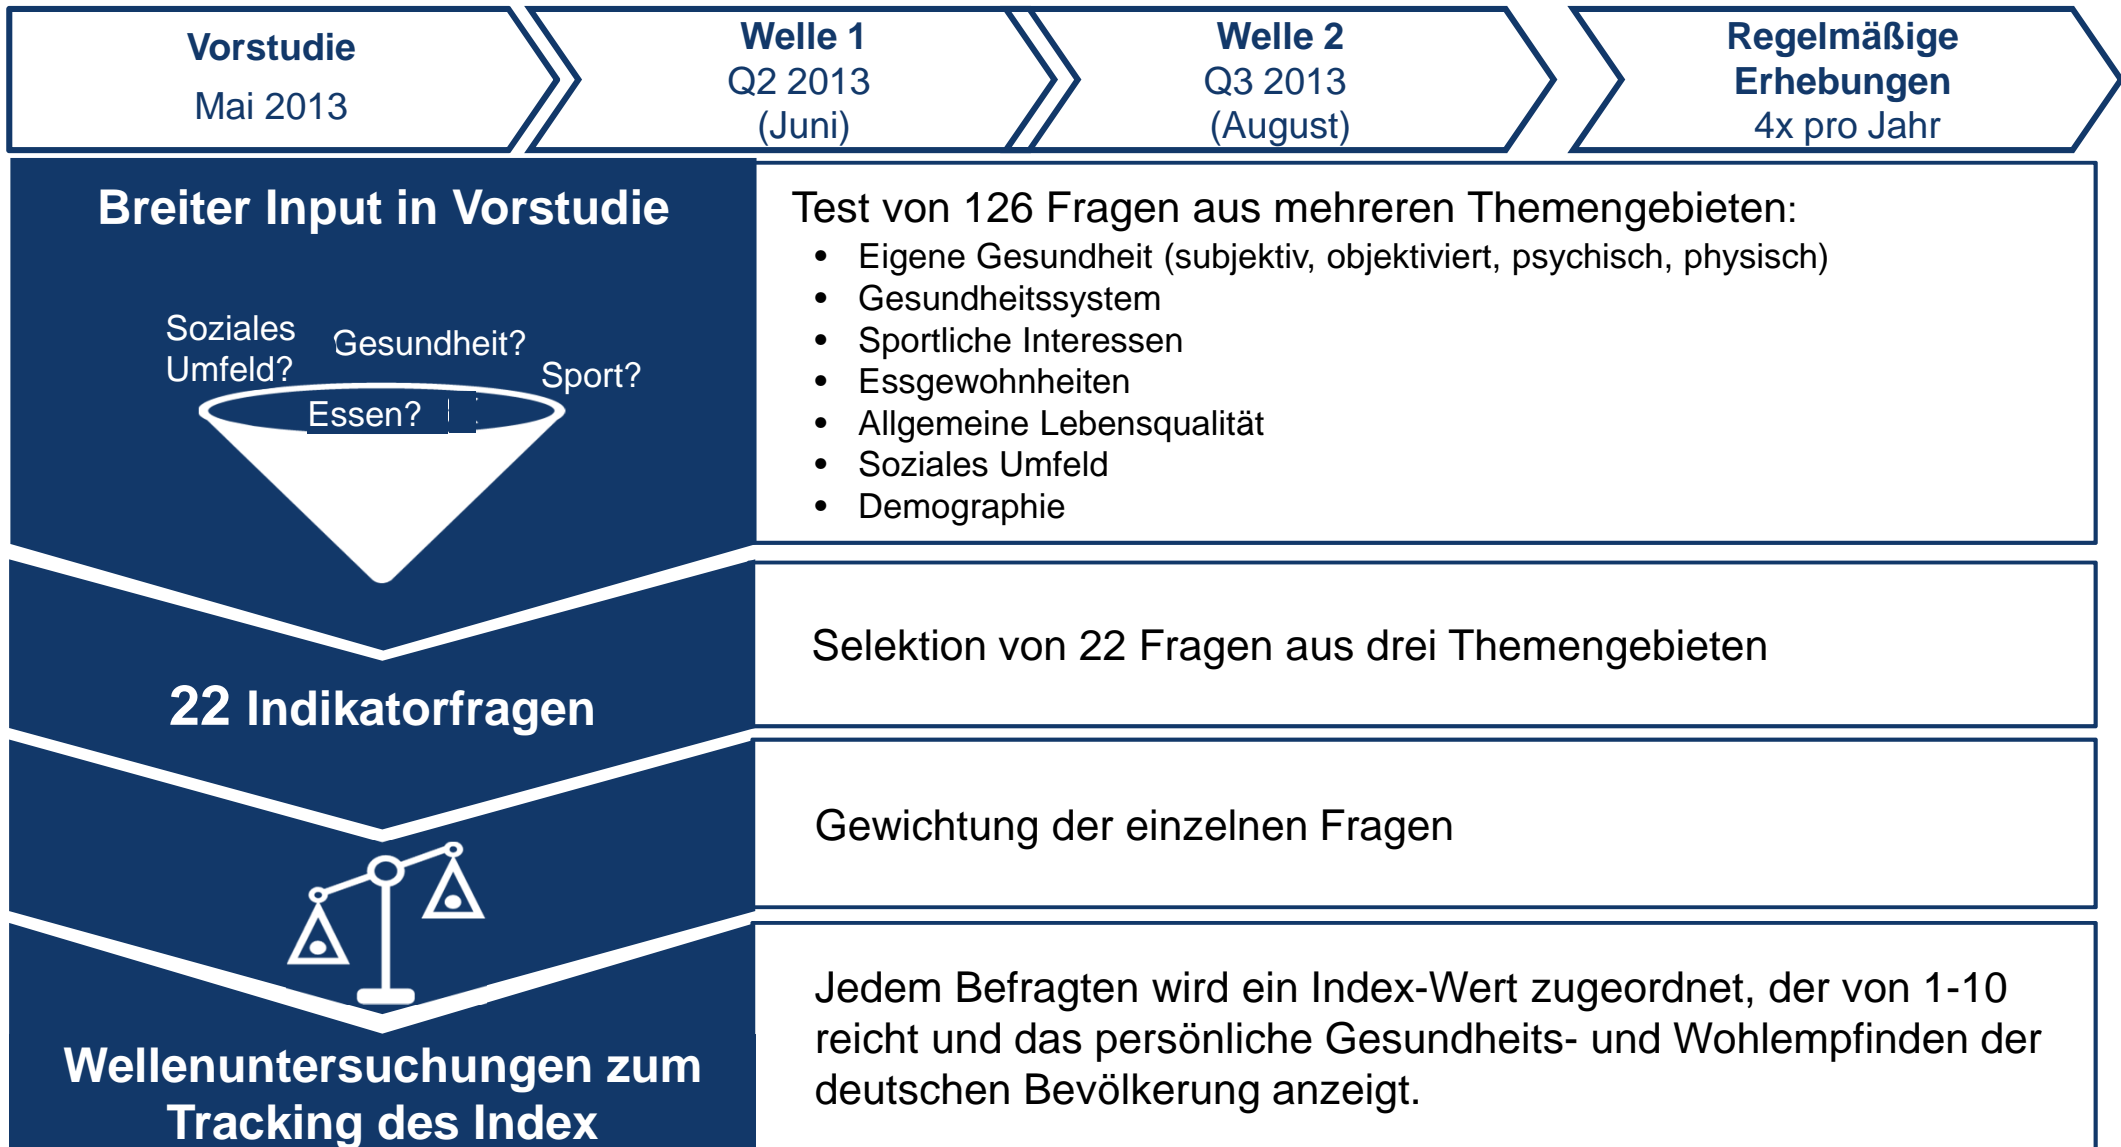 Vorstudie
Mai 2013
Welle 1
Q2 2013
(Juni)
Welle 2
Q3 2013
(August)
Regelmäßige
Erhebungen
4x pro Jahr
Breiter Input in Vorstudie
Soziales
Umfeld?
Gesundheit?
Sport?
Essen?
Test von 126 Fragen aus mehreren Themengebieten:
• Eigene Gesundheit (subjektiv, objektiviert, psychisch, physisch)
• Gesundheitssystem
• Sportliche Interessen
• Essgewohnheiten
• Allgemeine Lebensqualität
• Soziales Umfeld
• Demographie
22 Indikatorfragen
Selektion von 22 Fragen aus drei Themengebieten
Gewichtung der einzelnen Fragen
Wellenuntersuchungen zum
Tracking des Index
Jedem Befragten wird ein Index-Wert zugeordnet, der von 1-10
reicht und das persönliche Gesundheits- und Wohlempfinden der
deutschen Bevölkerung anzeigt.